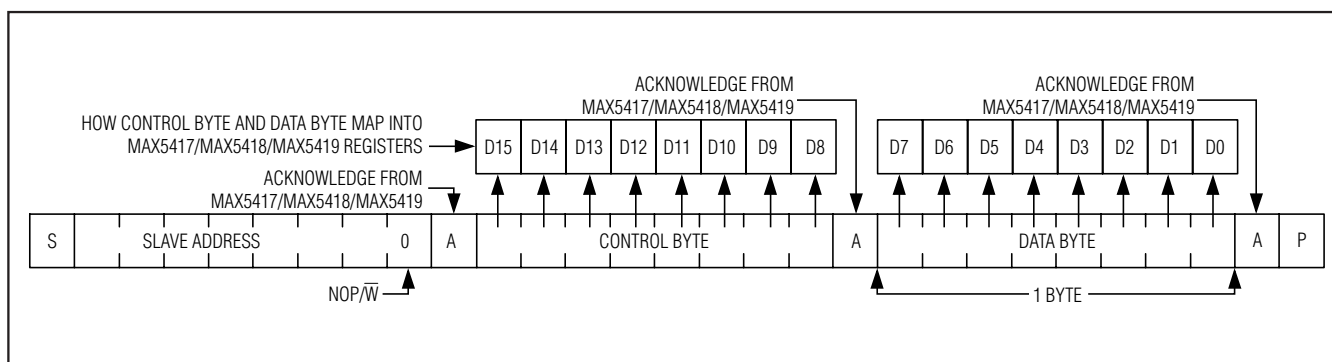 ACKNOWLEDGE FROM
MAX5417/MAX5418/MAX5419
ACKNOWLEDGE FROM
MAX5417/MAX5418/MAX5419
HOW CONTROL BYTE AND DATA BYTE MAP INTO
MAX5417/MAX5418/MAX5419 REGISTERS
D15 D14 D13 D12 D11 D10 D9 D8
D7 D6 D5 D4 D3 D2 D1 D0
ACKNOWLEDGE FROM
MAX5417/MAX5418/MAX5419
S SLAVE ADDRESS 0 A CONTROL BYTE A DATA BYTE A P
NOP/W̅
1 BYTE